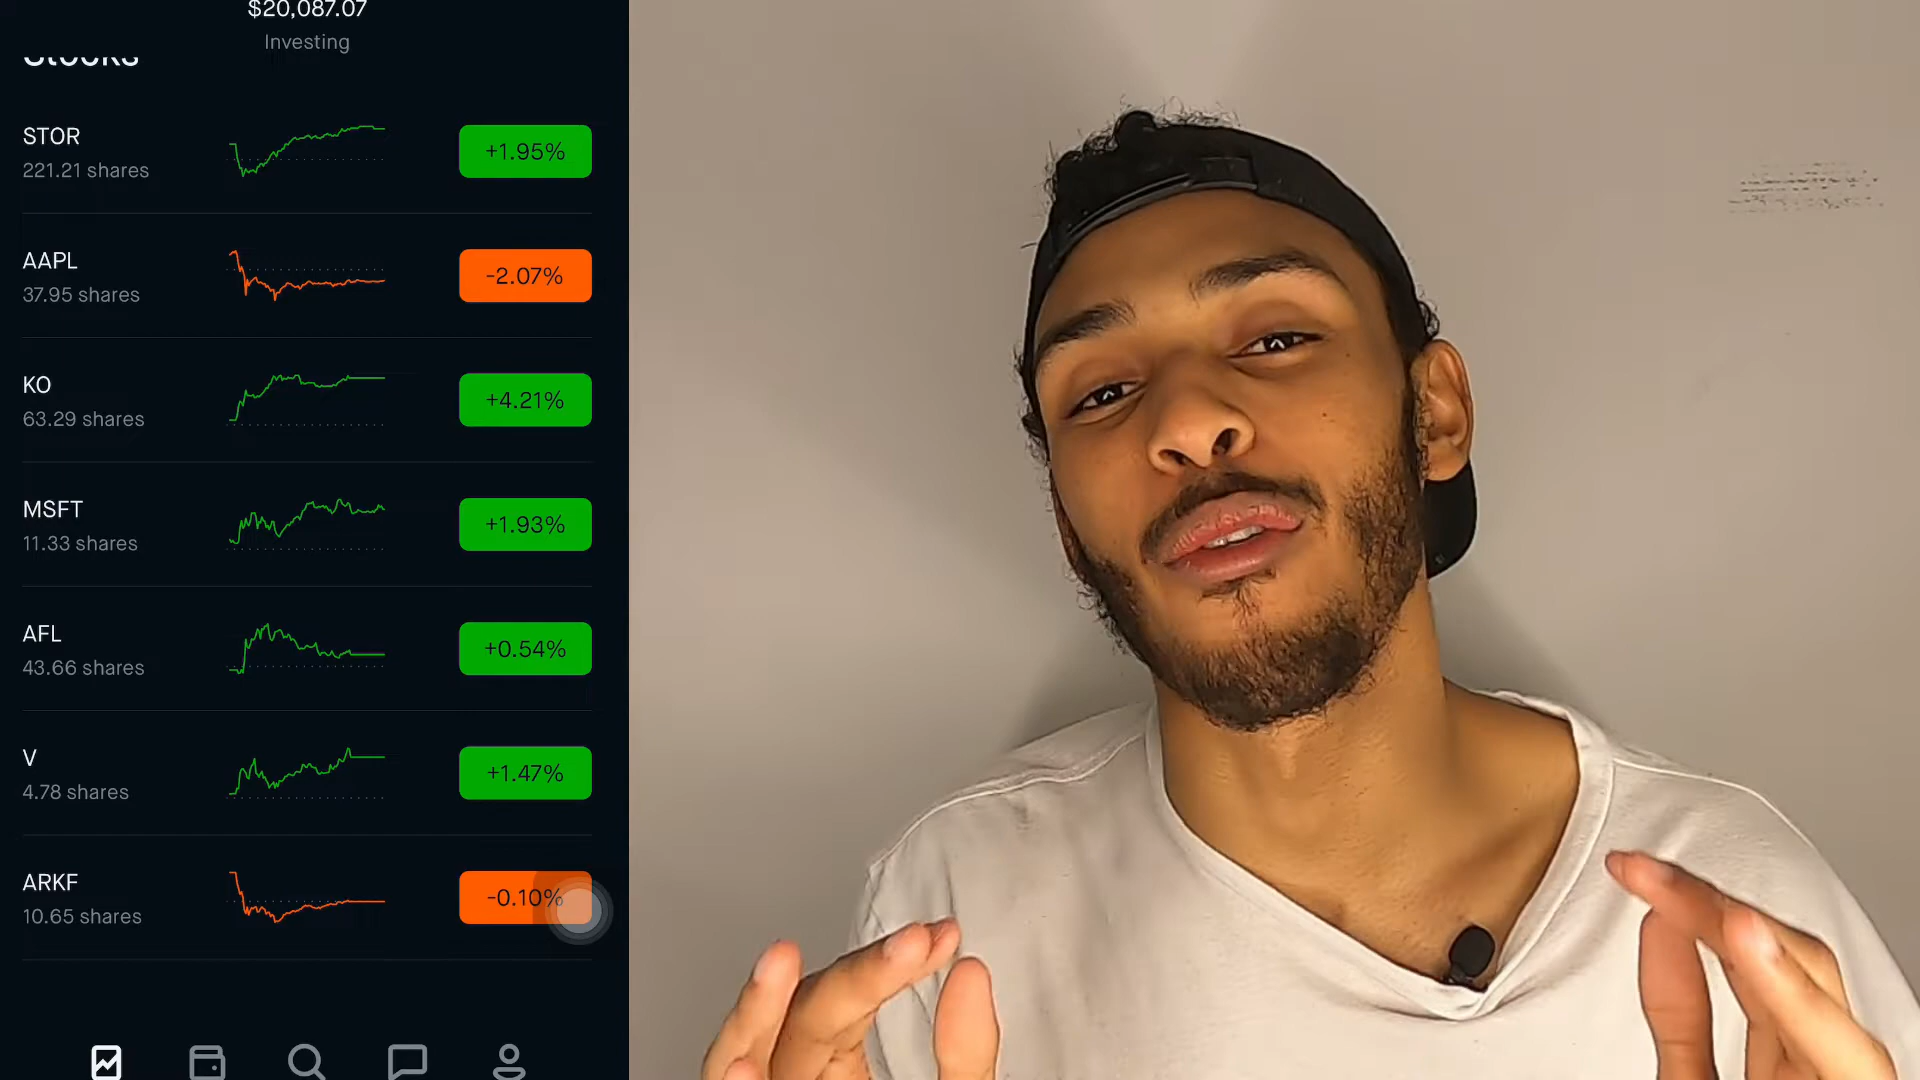 $20,087.07
Investing
Stocks
STOR
221.21 shares
+1.95%
AAPL
37.95 shares
-2.07%
KO
63.29 shares
+4.21%
MSFT
11.33 shares
+1.93%
AFL
43.66 shares
+0.54%
V
4.78 shares
+1.47%
ARKF
10.65 shares
-0.10%